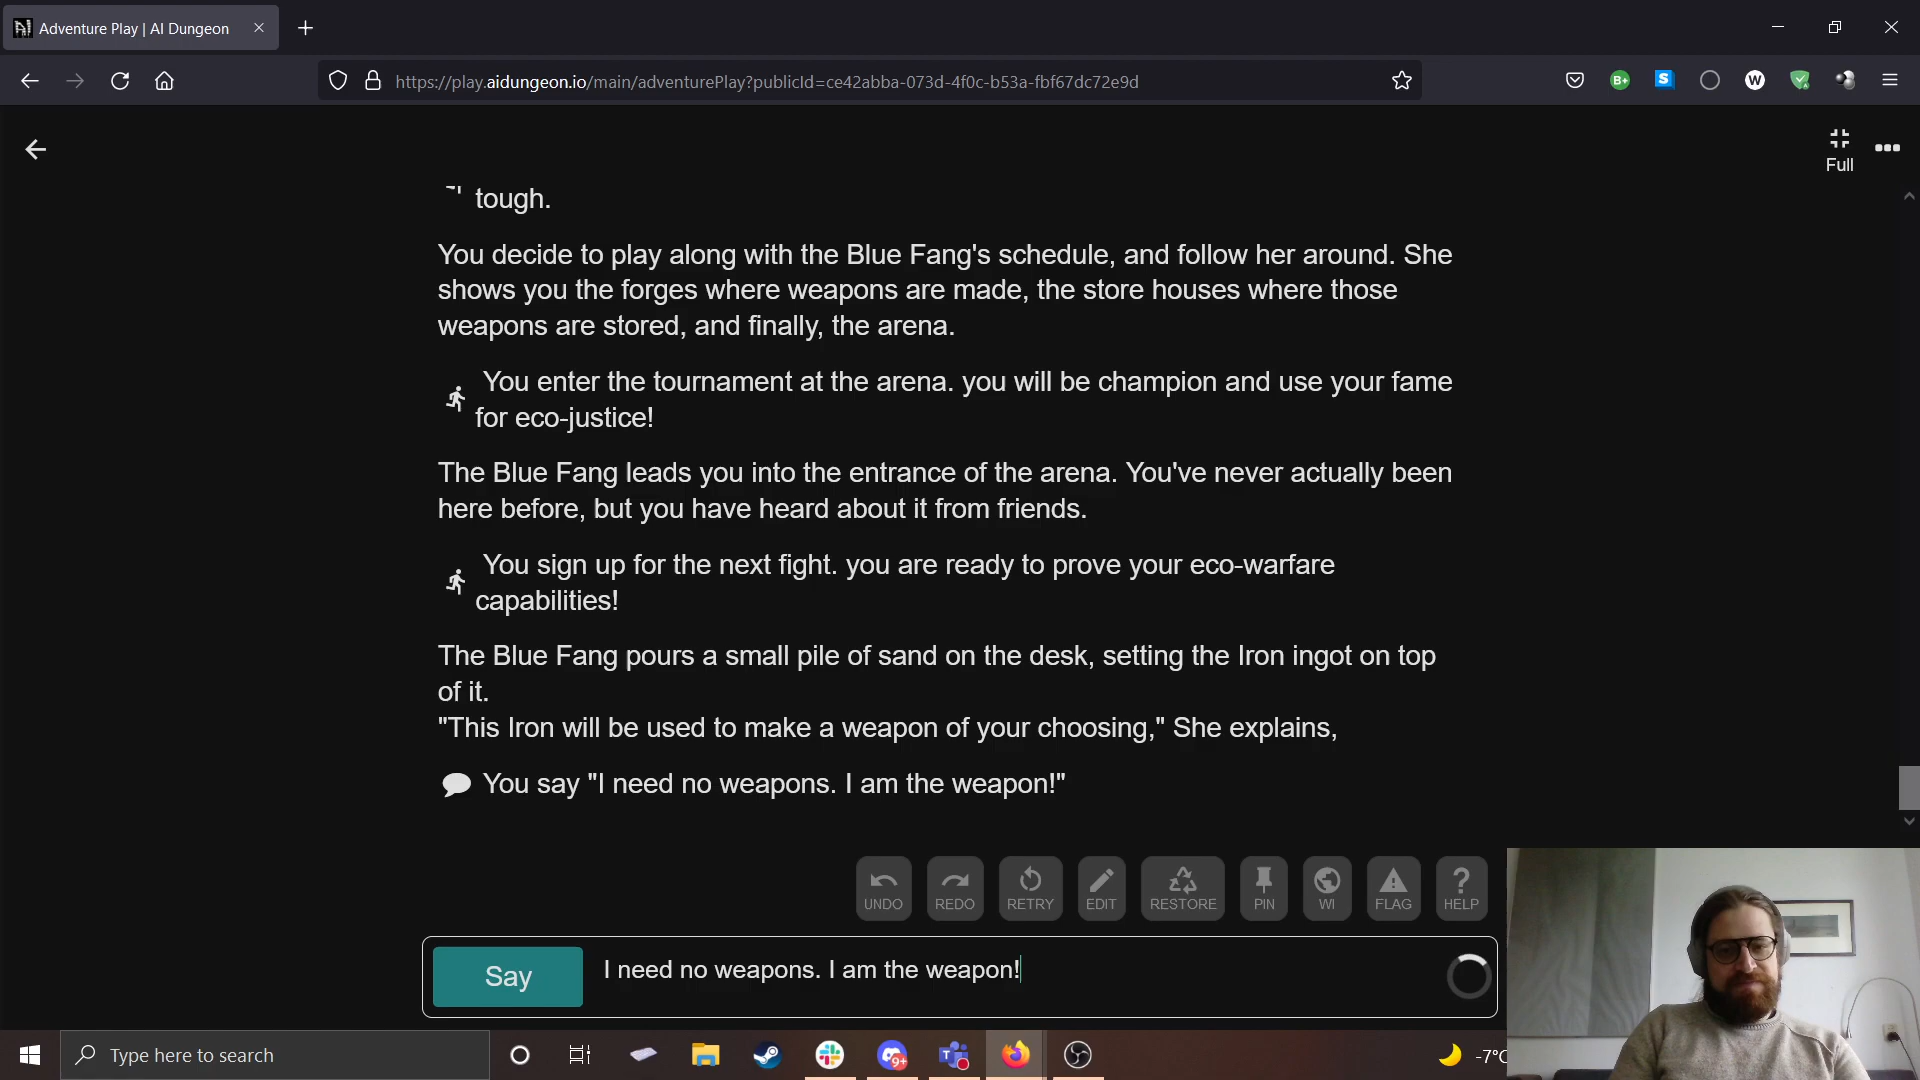 Adventure Play | AI Dungeon
https://play.aidungeon.io/main/adventurePlay?publicId=ce42abba-073d-4f0c-b53a-fbf67dc72e9d
Full
tough.
You decide to play along with the Blue Fang's schedule, and follow her around. She
shows you the forges where weapons are made, the store houses where those
weapons are stored, and finally, the arena.
You enter the tournament at the arena. you will be champion and use your fame
for eco-justice!
The Blue Fang leads you into the entrance of the arena. You've never actually been
here before, but you have heard about it from friends.
You sign up for the next fight. you are ready to prove your eco-warfare
capabilities!
The Blue Fang pours a small pile of sand on the desk, setting the Iron ingot on top
of it.
"This Iron will be used to make a weapon of your choosing," She explains,
You say "I need no weapons. I am the weapon!"
UNDO REDO RETRY EDIT RESTORE PIN WI FLAG HELP
Say I need no weapons. I am the weapon!
Type here to search
9+
-7°C